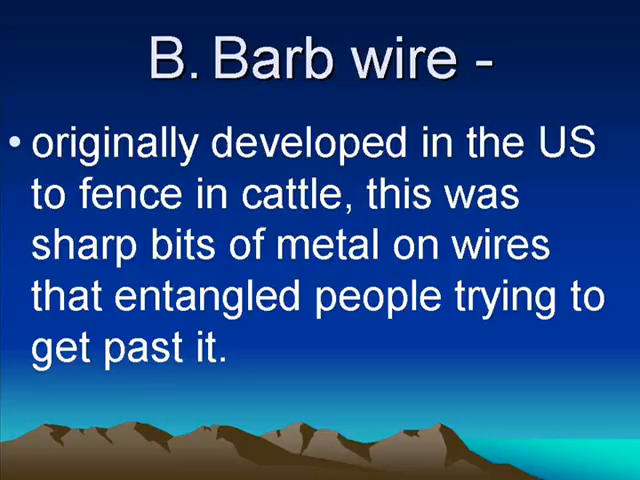 B. Barb wire -
• originally developed in the US
to fence in cattle, this was
sharp bits of metal on wires
that entangled people trying to
get past it.